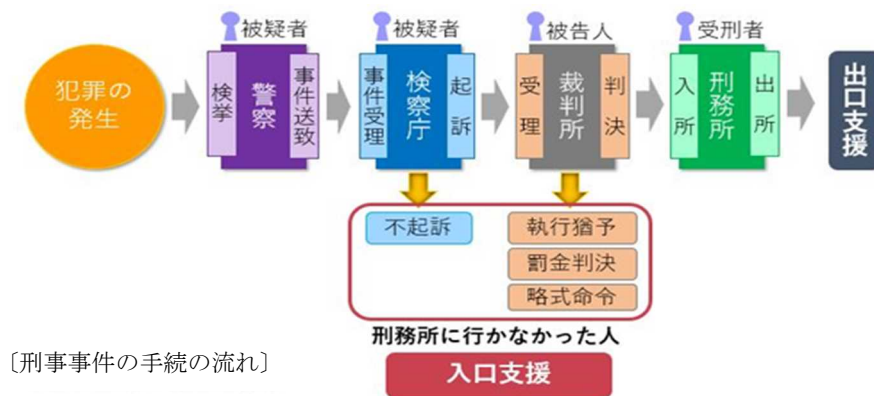 被疑者
被疑者
被告人
受刑者
犯罪の
発生
検挙
警察
事件送致
事件受理
検察庁
起訴
受理
裁判所
判決
入所
刑務所
出所
出口支援
不起訴
執行猶予
罰金判決
略式命令
刑務所に行かなかった人
〔刑事事件の手続の流れ〕
入口支援